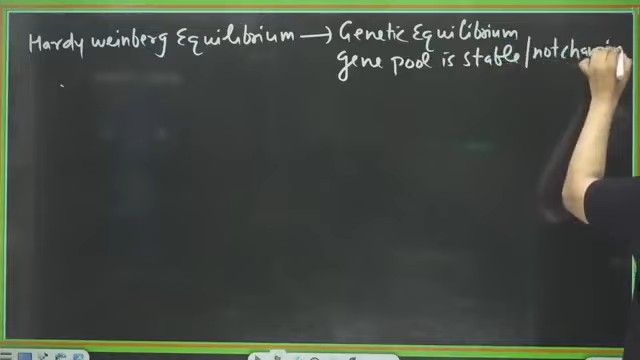 Hardy weinberg Equilibrium → Genetic Equilibrium
gene pool is stable/not changing